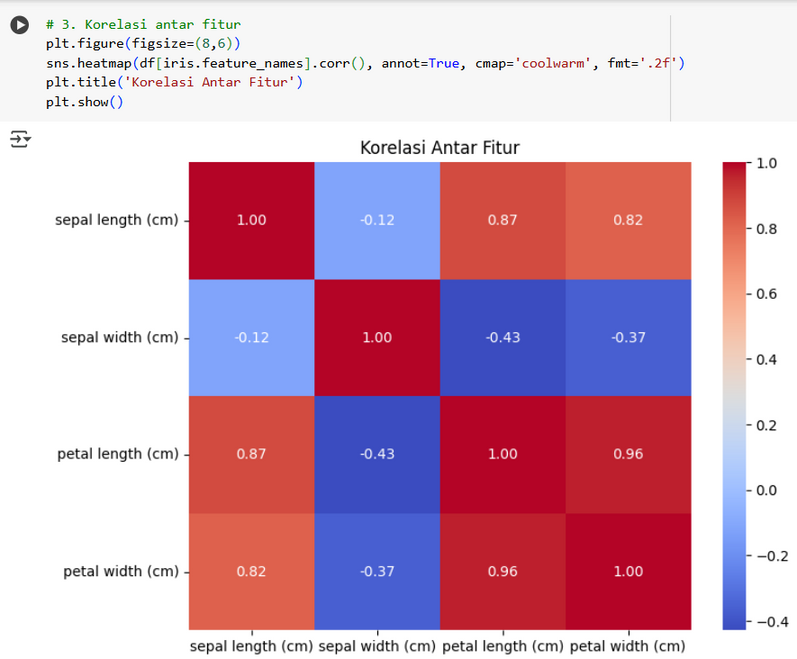 # 3. Korelasi antar fitur
plt.figure(figsize=(8,6))
sns.heatmap(df[iris.feature_names].corr(), annot=True, cmap='coolwarm', fmt='.2f')
plt.title('Korelasi Antar Fitur')
plt.show()
Korelasi Antar Fitur
sepal length (cm) 1.00 -0.12 0.87 0.82
sepal width (cm) -0.12 1.00 -0.43 -0.37
petal length (cm) 0.87 -0.43 1.00 0.96
petal width (cm) 0.82 -0.37 0.96 1.00
sepal length (cm) sepal width (cm) petal length (cm) petal width (cm)
1.0
0.8
0.6
0.4
0.2
0.0
−0.2
−0.4